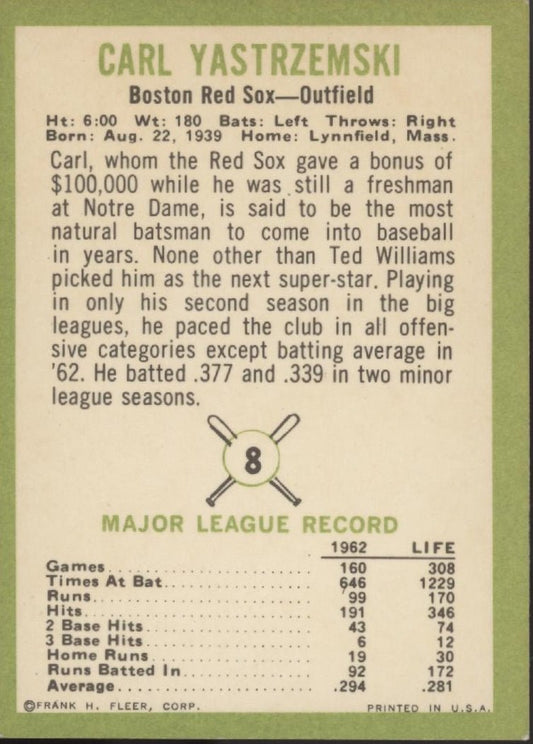 CARL YASTRZEMSKI
Boston Red Sox—Outfield
Ht: 6:00 Wt: 180 Bats: Left Throws: Right
Born: Aug. 22, 1939 Home: Lynnfield, Mass.
Carl, whom the Red Sox gave a bonus of
$100,000 while he was still a freshman
at Notre Dame, is said to be the most
natural batsman to come into baseball
in years. None other than Ted Williams
picked him as the next super-star. Playing
in only his second season in the big
leagues, he paced the club in all offen-
sive categories except batting average in
'62. He batted .377 and .339 in two minor
league seasons.
8
MAJOR LEAGUE RECORD
1962 LIFE
Games 160 308
Times At Bat 646 1229
Runs 99 170
Hits 191 346
2 Base Hits 43 74
3 Base Hits 6 12
Home Runs 19 30
Runs Batted In 92 172
Average .294 .281
©FRANK H. FLEER, CORP. PRINTED IN U.S.A.